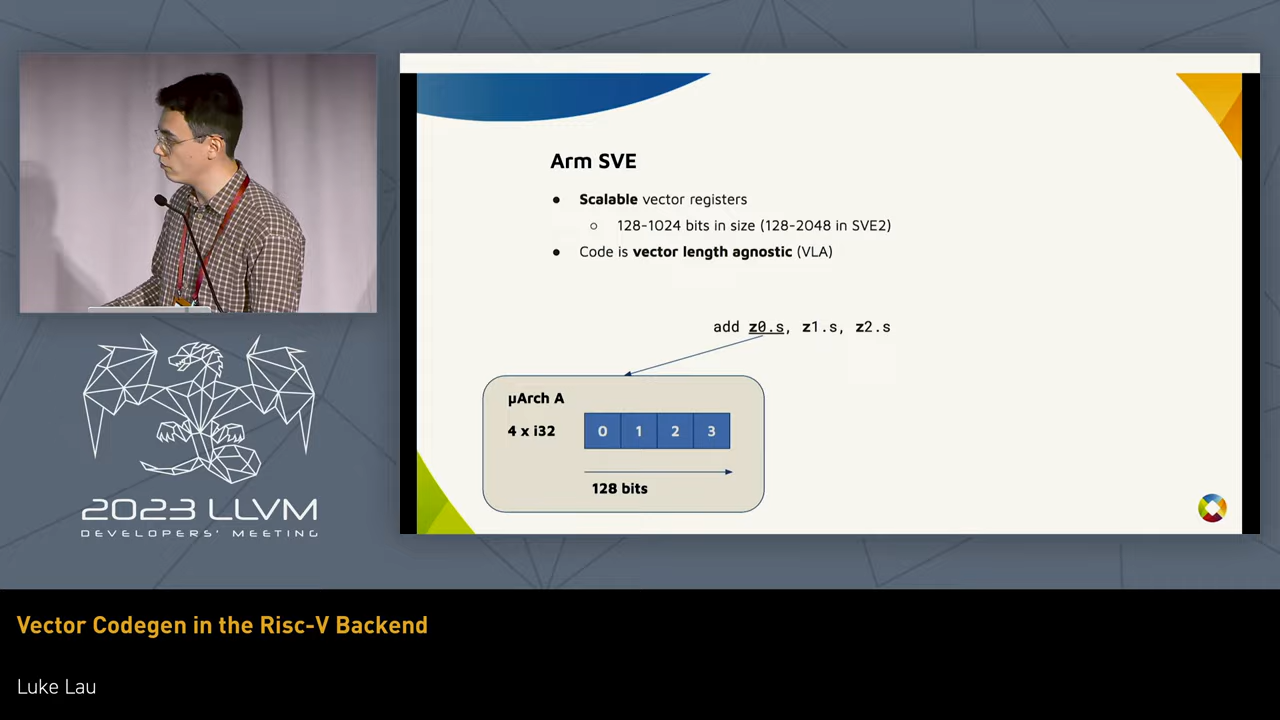 Arm SVE
● Scalable vector registers
○ 128-1024 bits in size (128-2048 in SVE2)
● Code is vector length agnostic (VLA)
add z0.s, z1.s, z2.s
µArch A
4 x i32
0 1 2 3
128 bits
2023 LLVM
DEVELOPERS' MEETING
Vector Codegen in the Risc-V Backend
Luke Lau